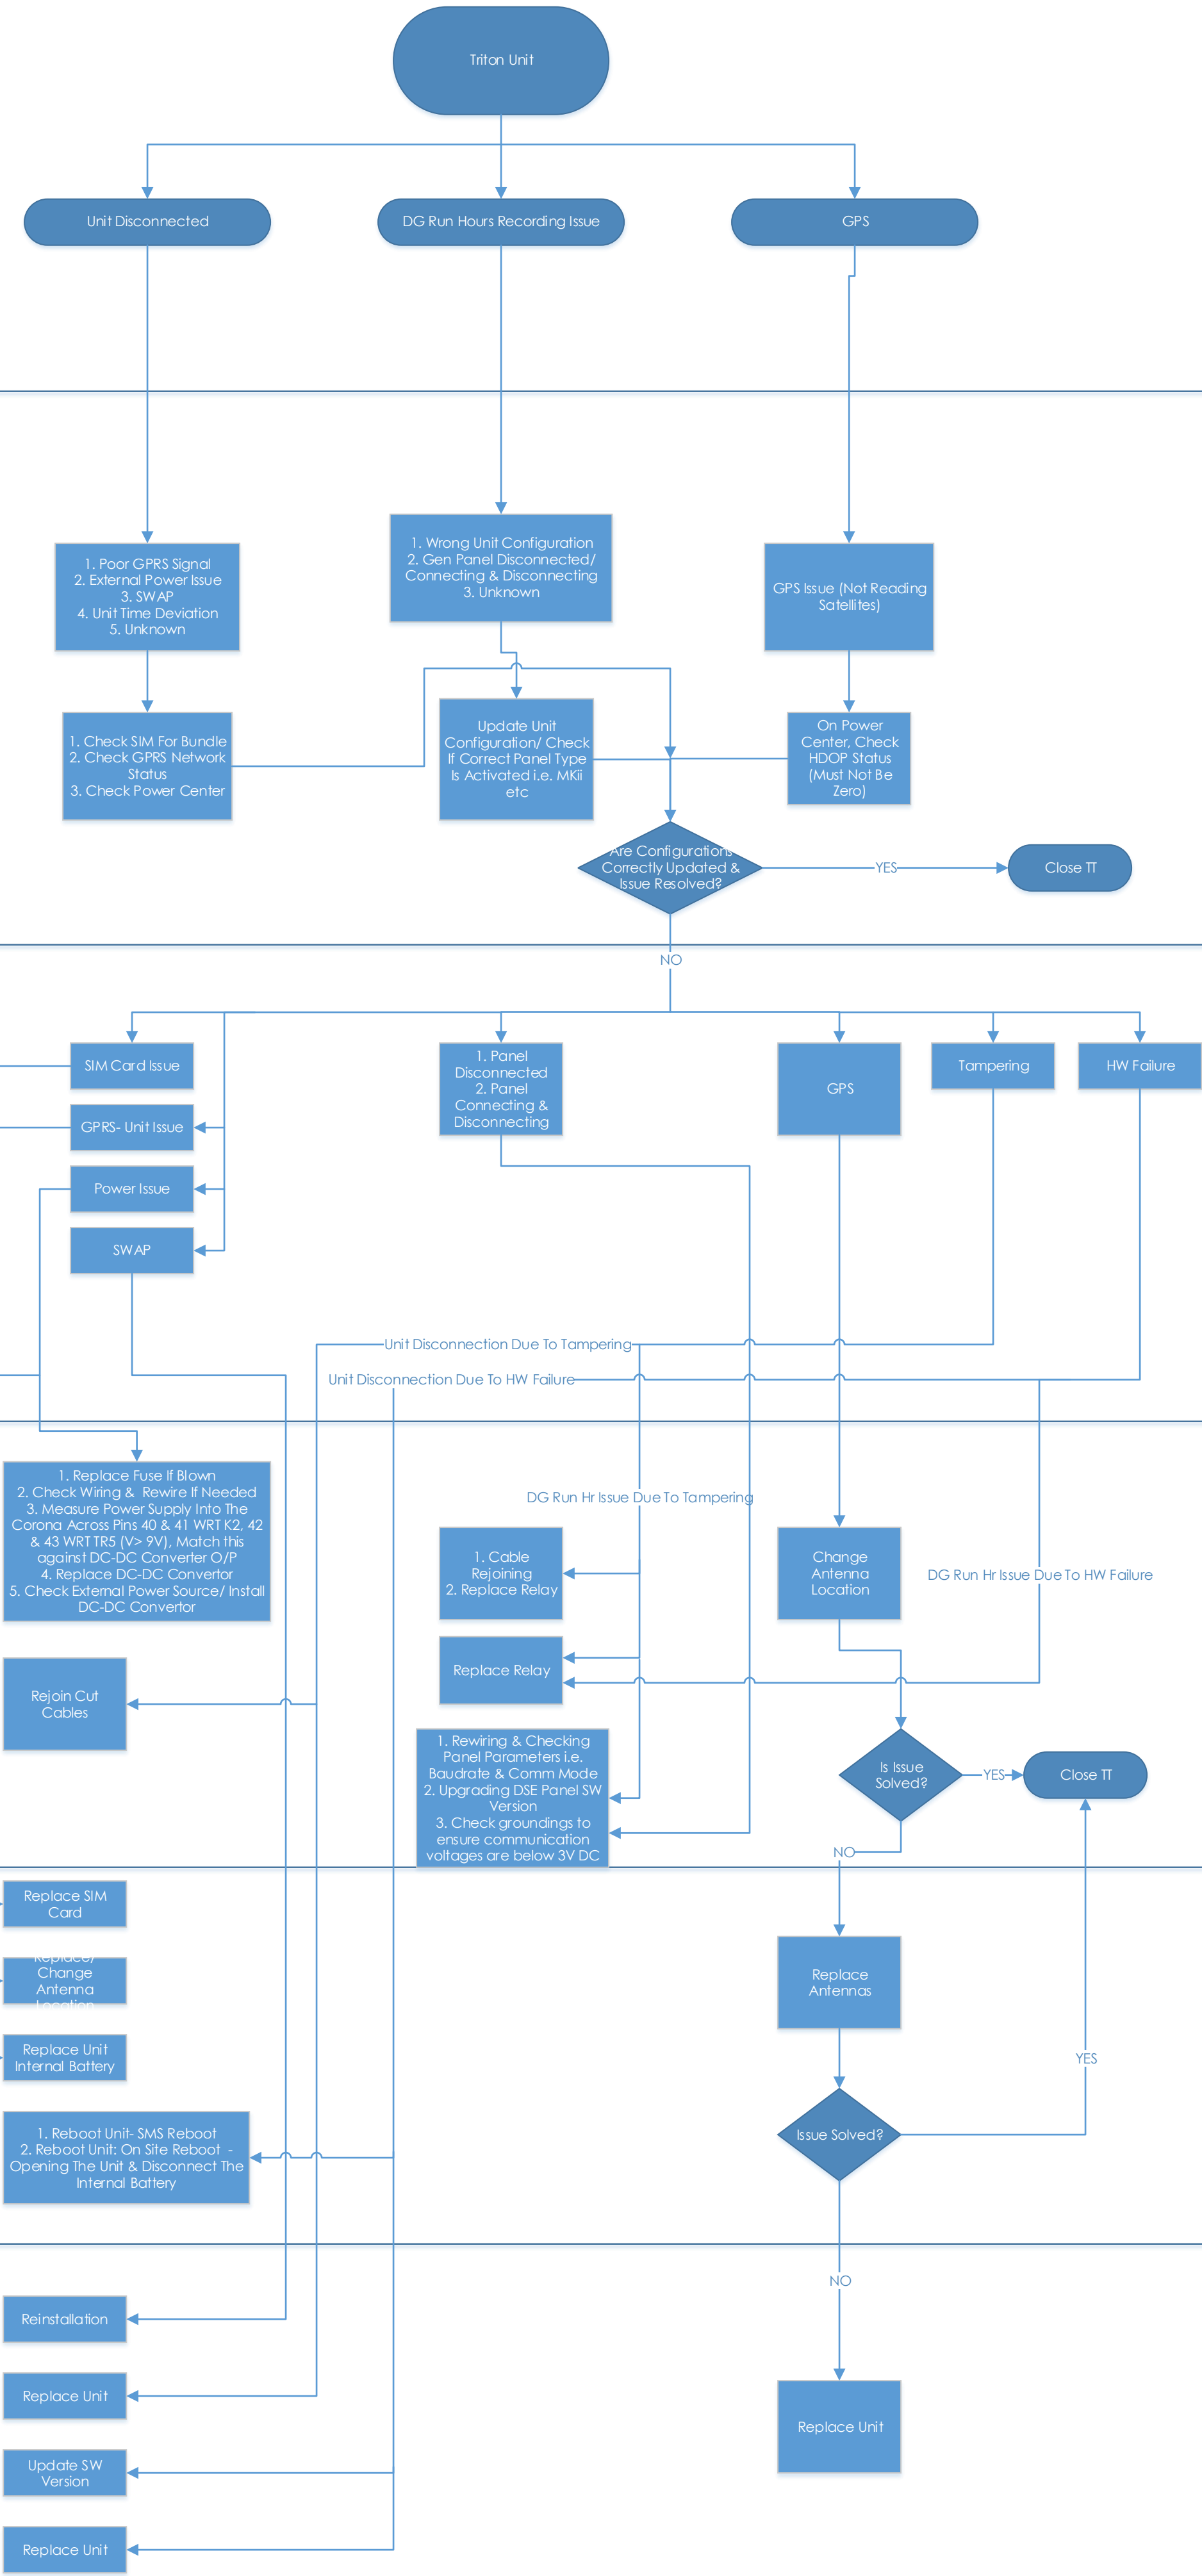 Triton Unit
Unit Disconnected
DG Run Hours Recording Issue
GPS
1. Poor GPRS Signal
2. External Power Issue
3. SWAP
4. Unit Time Deviation
5. Unknown
1. Wrong Unit Configuration
2. Gen Panel Disconnected/
Connecting & Disconnecting
3. Unknown
GPS Issue (Not Reading
Satellites)
1. Check SIM For Bundle
2. Check GPRS Network
Status
3. Check Power Center
Update Unit
Configuration/ Check
If Correct Panel Type
Is Activated i.e. MKii
etc
On Power
Center, Check
HDOP Status
(Must Not Be
Zero)
Are Configurations
Correctly Updated &
Issue Resolved?
YES
Close TT
NO
SIM Card Issue
GPRS- Unit Issue
Power Issue
SWAP
1. Panel
Disconnected
2. Panel
Connecting &
Disconnecting
GPS
Tampering
HW Failure
Unit Disconnection Due To Tampering
Unit Disconnection Due To HW Failure
1. Replace Fuse If Blown
2. Check Wiring & Rewire If Needed
3. Measure Power Supply Into The
Corona Across Pins 40 & 41 WRT K2, 42
& 43 WRT TR5 (V> 9V), Match this
against DC-DC Converter O/P
4. Replace DC-DC Convertor
5. Check External Power Source/ Install
DC-DC Convertor
DG Run Hr Issue Due To Tampering
1. Cable
Rejoining
2. Replace Relay
Change
Antenna
Location
DG Run Hr Issue Due To HW Failure
Replace Relay
Rejoin Cut
Cables
1. Rewiring & Checking
Panel Parameters i.e.
Baudrate & Comm Mode
2. Upgrading DSE Panel SW
Version
3. Check groundings to
ensure communication
voltages are below 3V DC
Is Issue
Solved?
YES
Close TT
NO
Replace SIM
Card
Replace/
Change
Antenna
Location
Replace Unit
Internal Battery
1. Reboot Unit- SMS Reboot
2. Reboot Unit: On Site Reboot -
Opening The Unit & Disconnect The
Internal Battery
Replace
Antennas
YES
Issue Solved?
NO
Reinstallation
Replace Unit
Update SW
Version
Replace Unit
Replace Unit